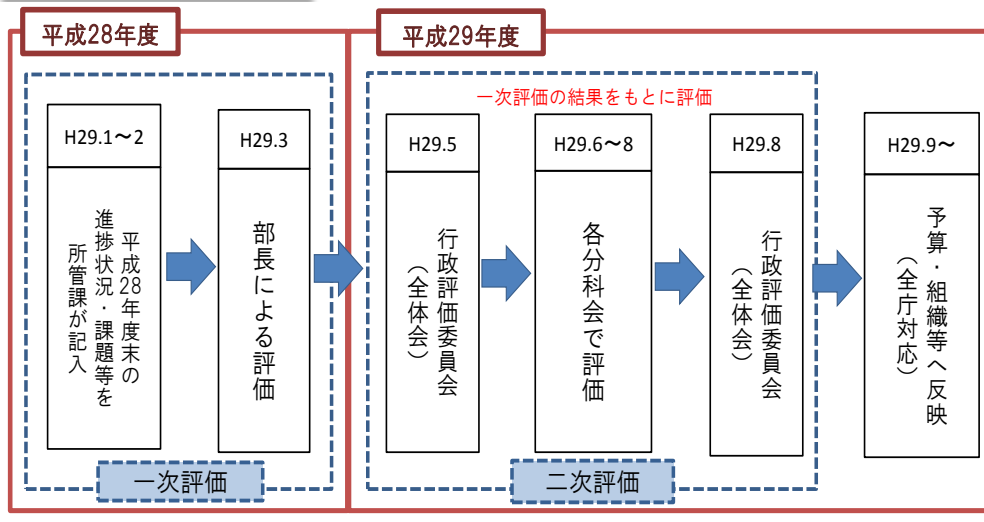 平成28年度
平成29年度
一次評価の結果をもとに評価
H29.1～2
平成28年度末の
進捗状況・課題等を
所管課が記入
H29.3
部長による評価
一次評価
H29.5
行政評価委員会
（全体会）
H29.6～8
各分科会で評価
H29.8
行政評価委員会
（全体会）
二次評価
H29.9～
予算・組織等へ反映
（全庁対応）